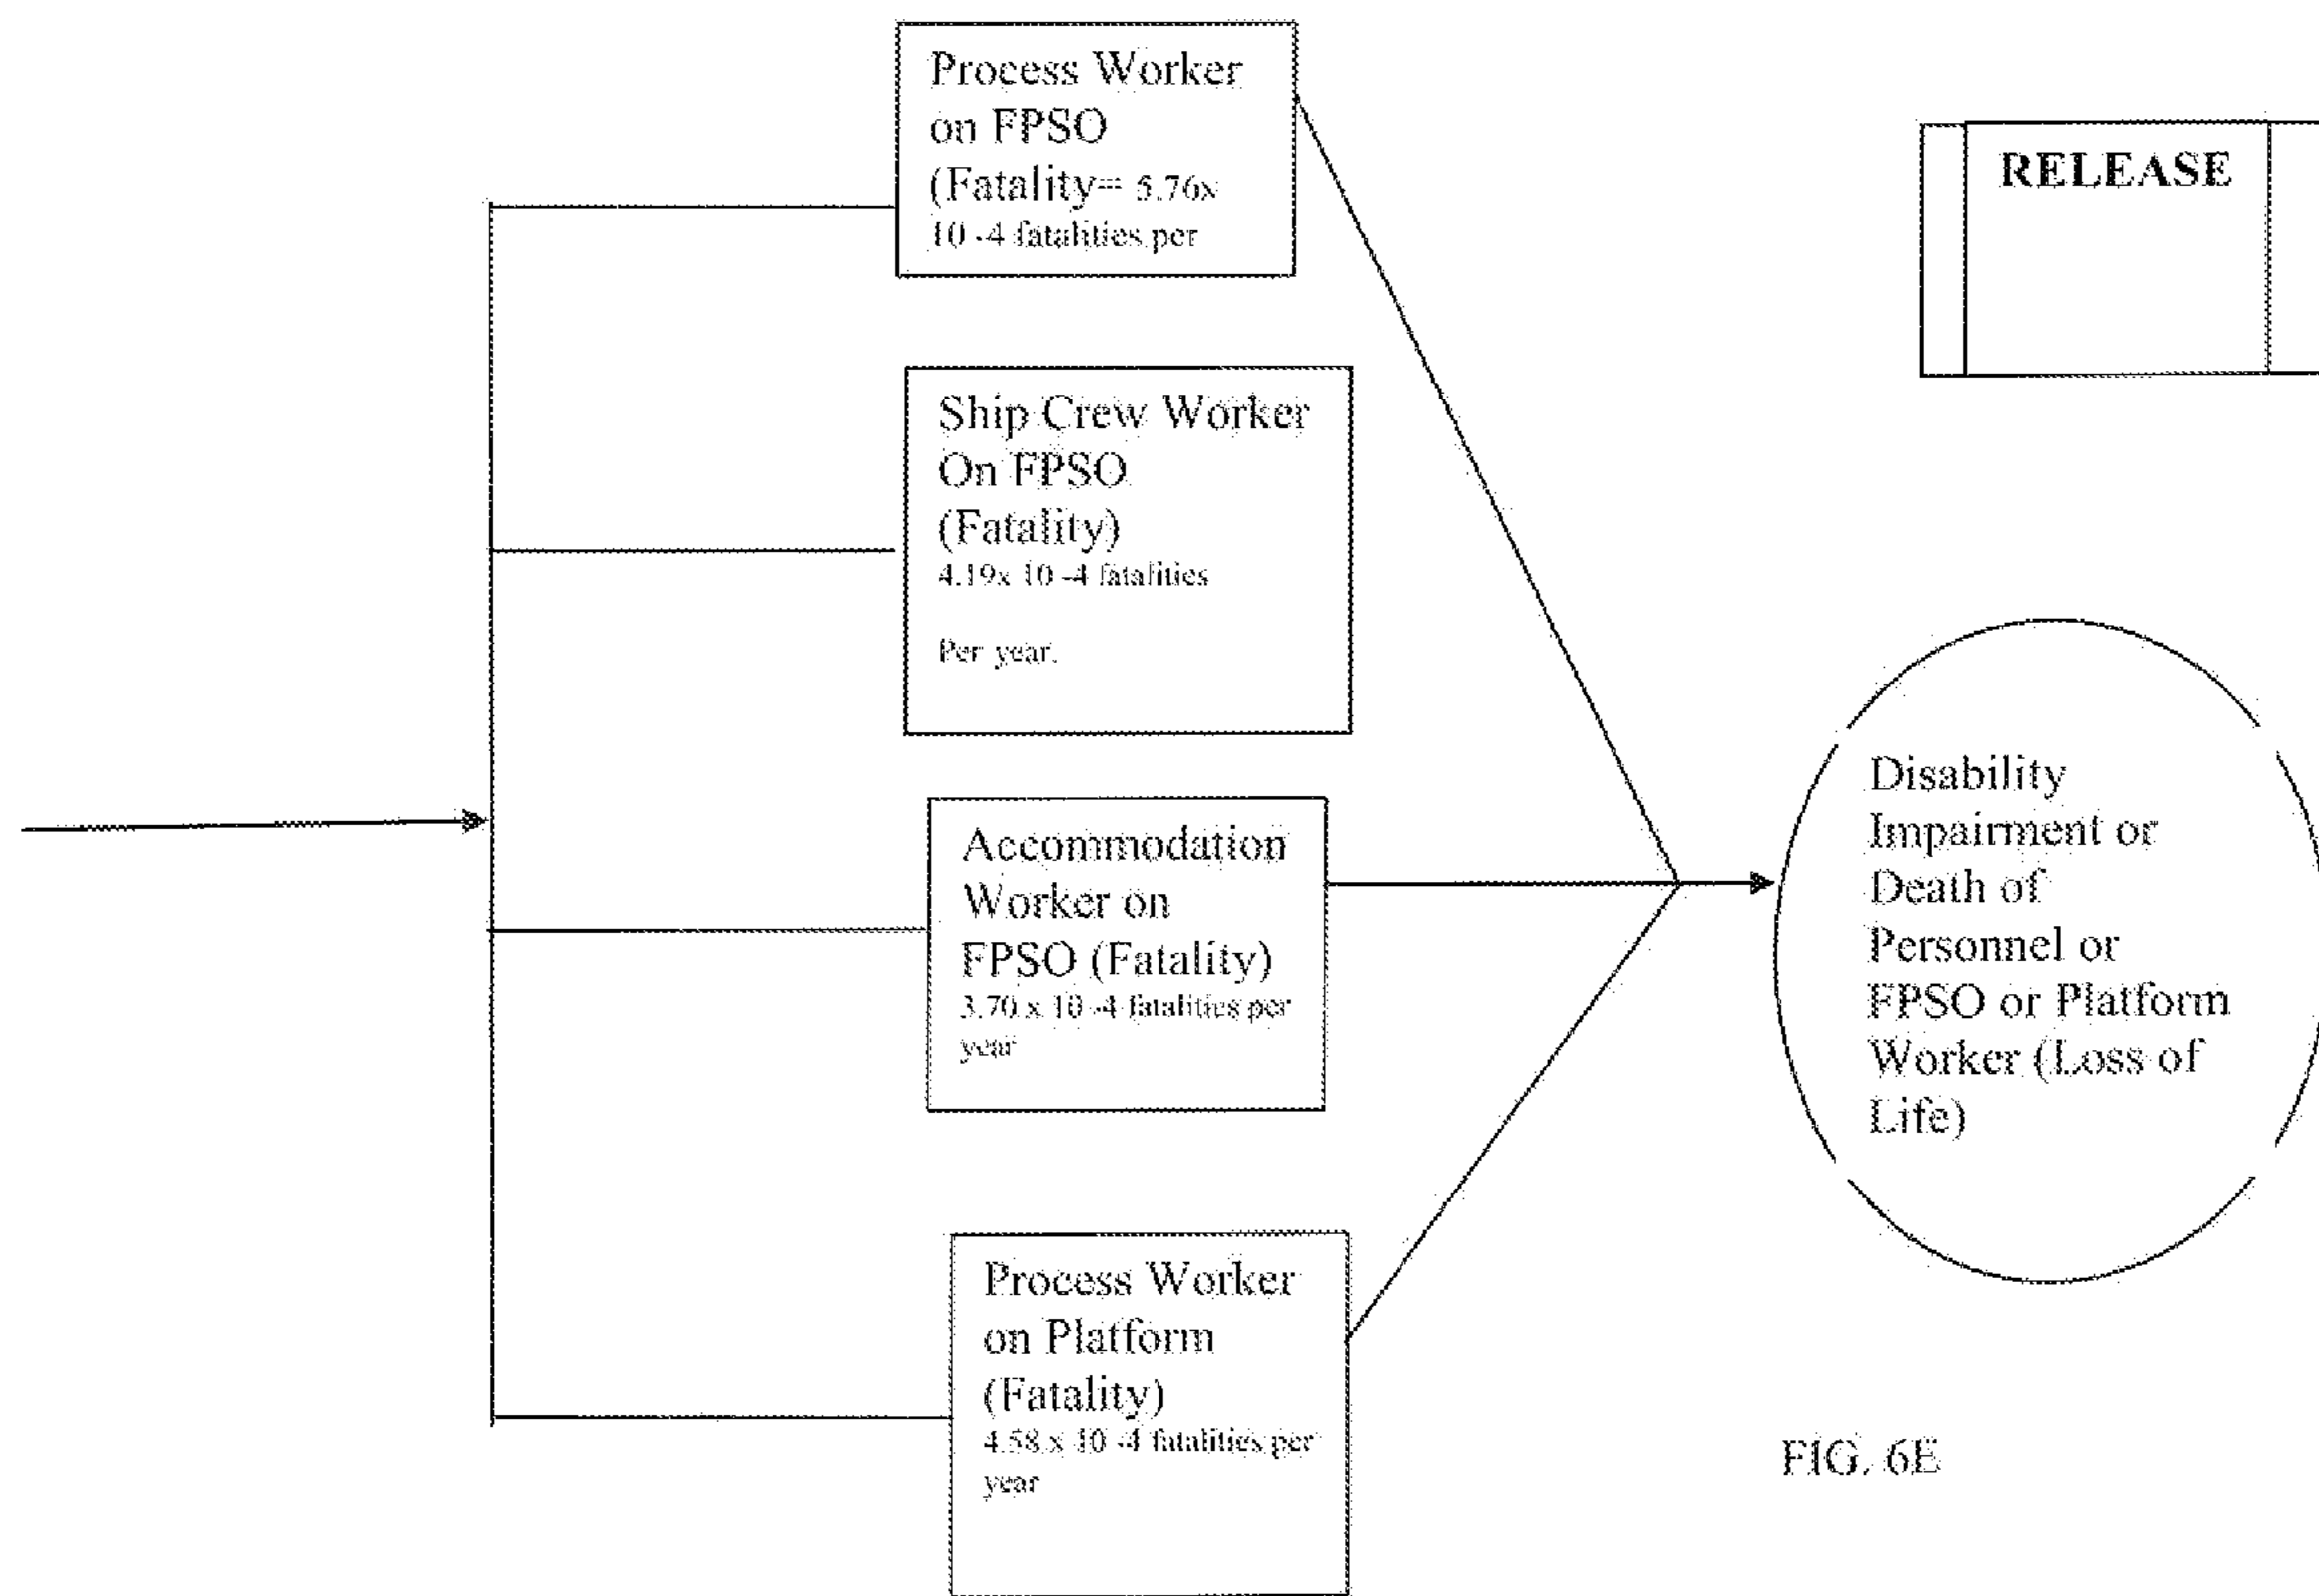 Process Worker
on FPSO
(Fatality= 5.76x
10 -4 fatalities per
RELEASE
Ship Crew Worker
On FPSO
(Fatality)
4.19x 10 -4 fatalities
Per year.
Accommodation
Worker on
FPSO (Fatality)
3.70 x 10 -4 fatalities per
year
Disability
Impairment or
Death of
Personnel or
FPSO or Platform
Worker (Loss of
Life)
Process Worker
on Platform
(Fatality)
4.58 x 10 -4 fatalities per
year
FIG. 6E